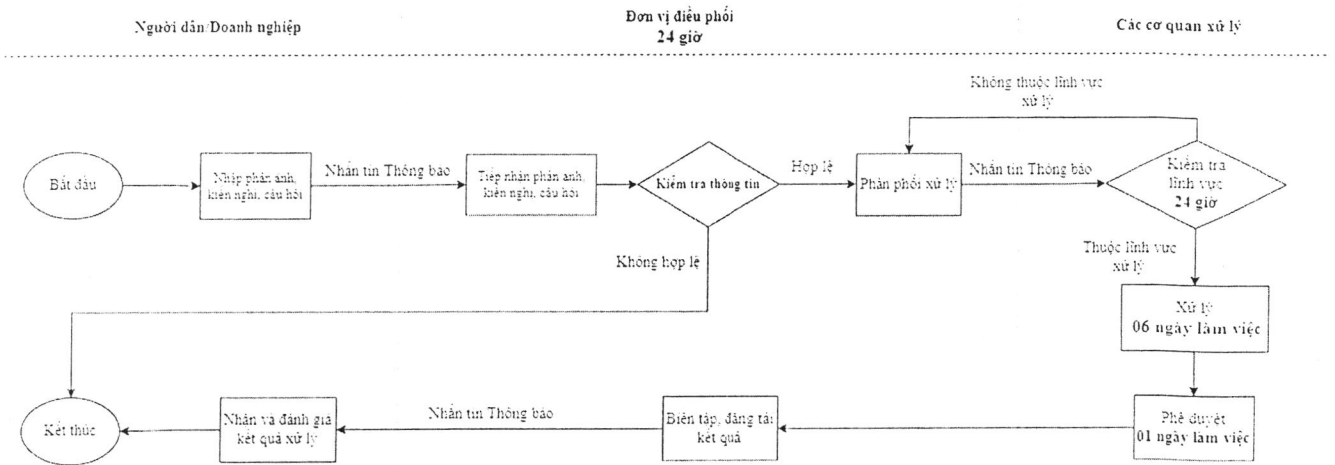 Người dân/Doanh nghiệp
Đơn vị điều phối
24 giờ
Các cơ quan xử lý
Không thuộc lĩnh vực
xử lý
Bắt đầu
Nhập phản ánh,
kiến nghị, câu hỏi
Nhắn tin Thông báo
Tiếp nhận phản ánh,
kiến nghị, câu hỏi
Kiểm tra thông tin
Hợp lệ
Phân phối xử lý
Nhắn tin Thông báo
Kiểm tra
lĩnh vực
24 giờ
Không hợp lệ
Thuộc lĩnh vực
xử lý
Xử lý
06 ngày làm việc
Kết thúc
Nhận và đánh giá
kết quả xử lý
Nhắn tin Thông báo
Biên tập, đăng tải
kết quả
Phê duyệt
01 ngày làm việc